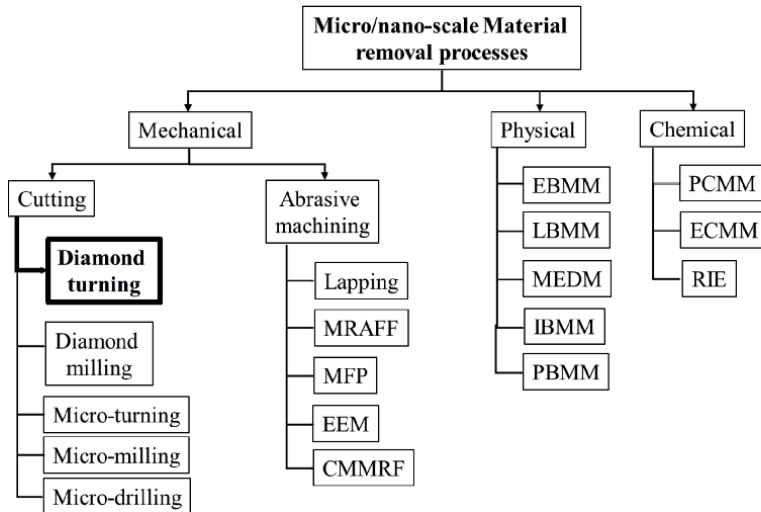 Micro/nano-scale Material
removal processes
Mechanical
Physical
Chemical
Cutting
Abrasive
machining
Diamond
turning
Diamond
milling
Micro-turning
Micro-milling
Micro-drilling
Lapping
MRAFF
MFP
EEM
CMMRF
EBMM
LBMM
MEDM
IBMM
PBMM
PCMM
ECMM
RIE